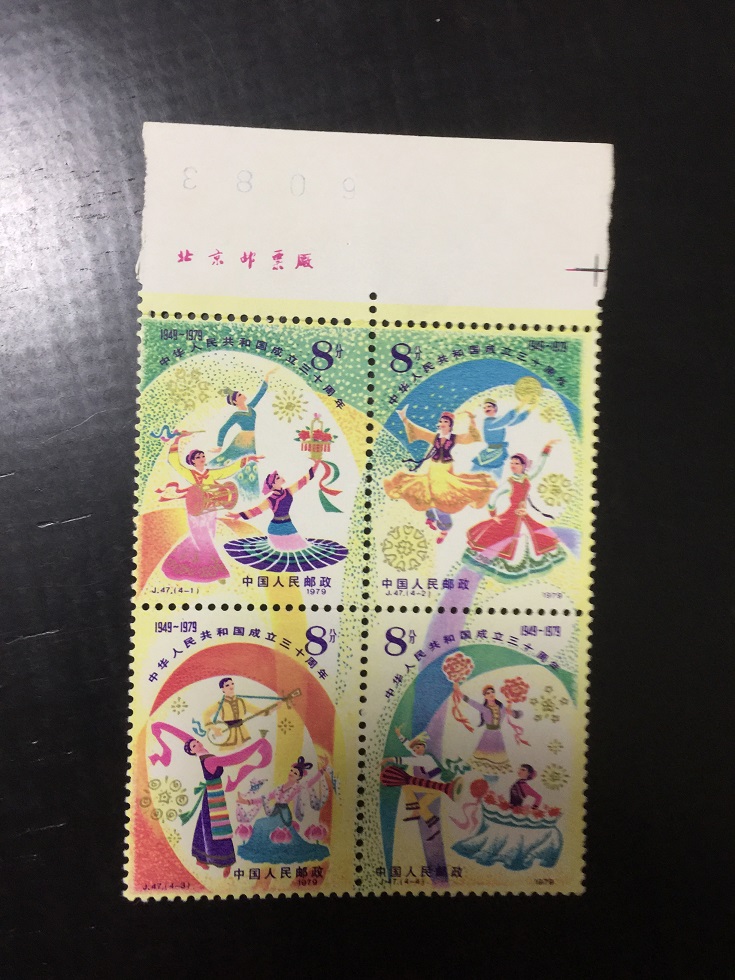 6083
北京邮票厂
1949-1979
8分
中华人民共和国成立三十周年
中国人民邮政
J.47.(4-1)
1979
8分
1949-1979
中华人民共和国成立三十周年
中国人民邮政
J.47.(4-2)
1979
1949-1979
8分
中华人民共和国成立三十周年
中国人民邮政
J.47.(4-3)
1979
8分
1949-1979
中华人民共和国成立三十周年
中国人民邮政
J.47.(4-4)
1979